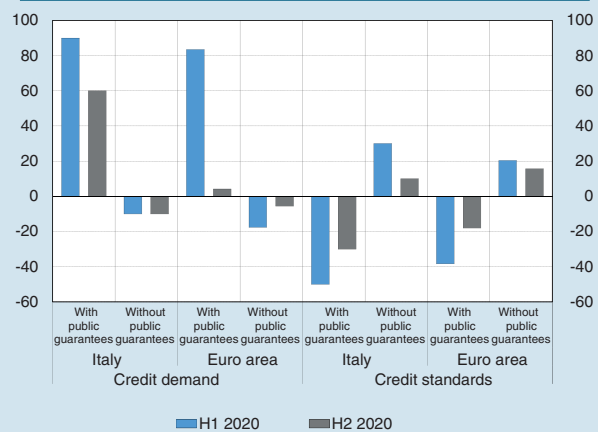 100 100
80 80
60 60
40 40
20 20
0 0
-20 -20
-40 -40
-60 -60
With Without With Without With Without With Without
public public public public public public public public
guarantees guarantees guarantees guarantees guarantees guarantees guarantees guarantees
Italy Euro area Italy Euro area
Credit demand Credit standards
H1 2020 H2 2020